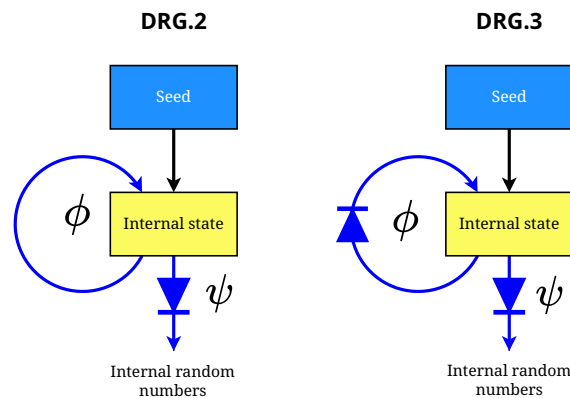 DRG.2
Seed
ϕ
Internal state
ψ
Internal random
numbers
DRG.3
Seed
ϕ
Internal state
ψ
Internal random
numbers